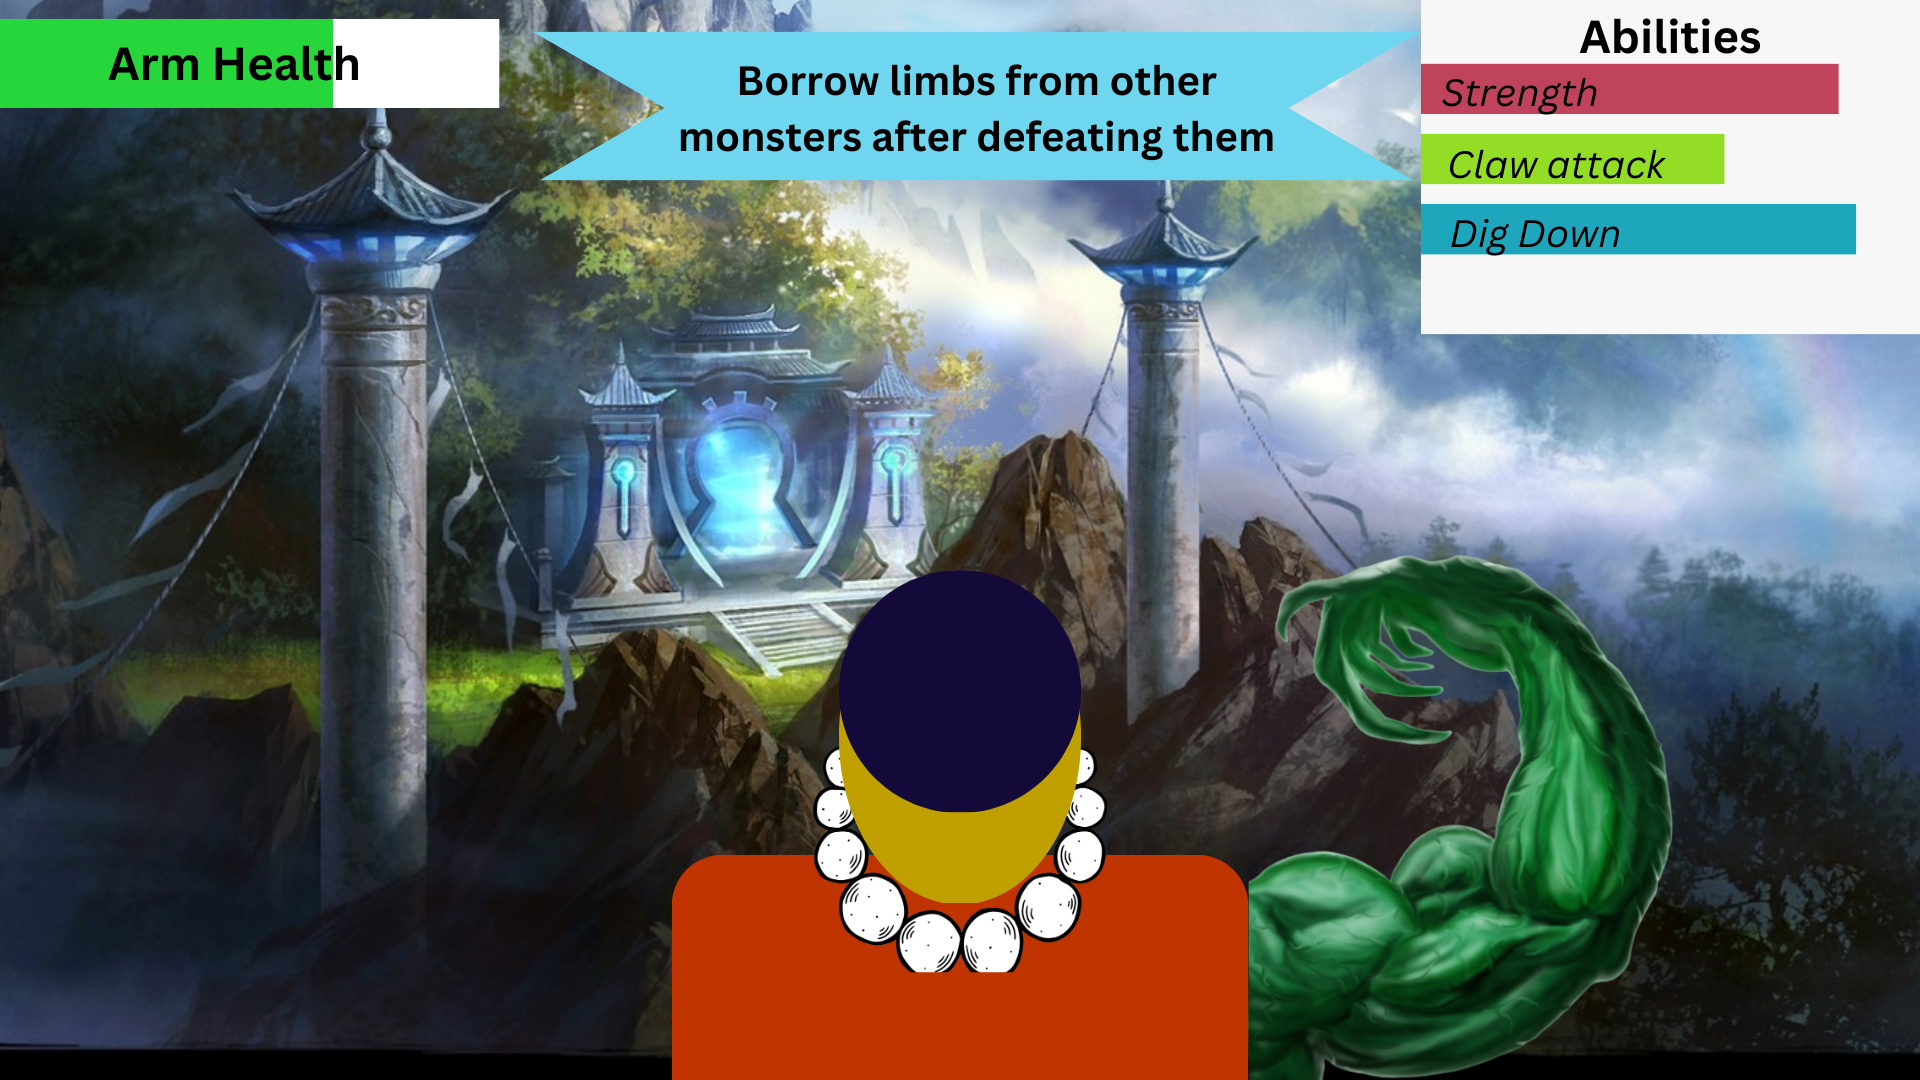 Arm Health
Borrow limbs from other
monsters after defeating them
Abilities
Strength
Claw attack
Dig Down